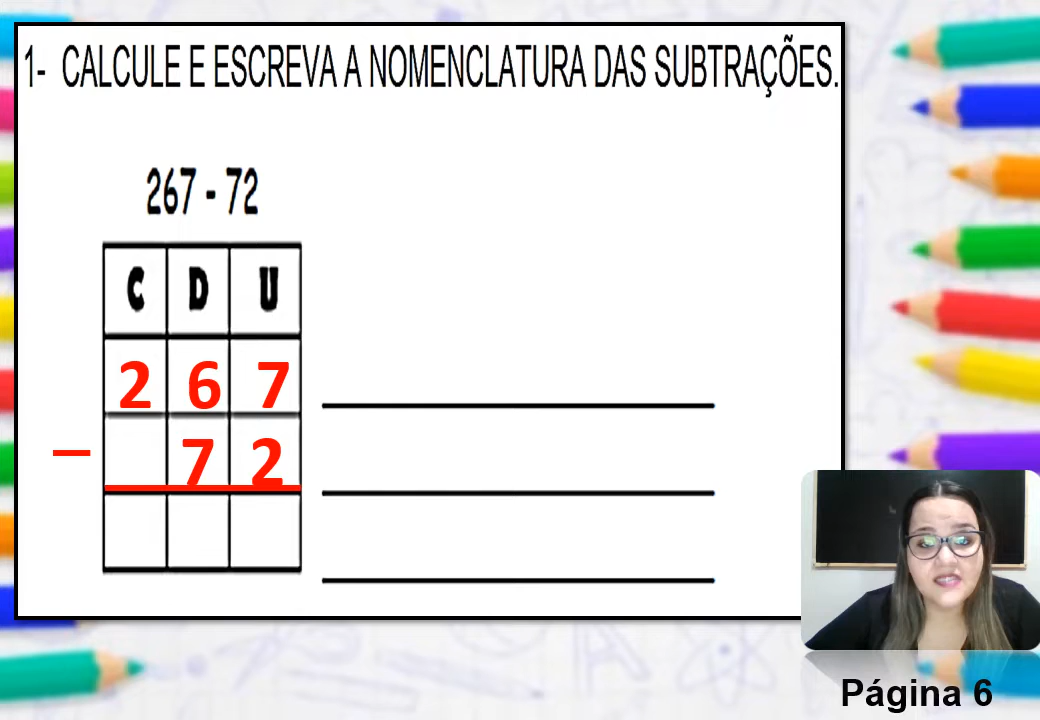 1- CALCULE E ESCREVA A NOMENCLATURA DAS SUBTRAÇÕES.
267 - 72
C D U
2 6 7
– 7 2
Página 6